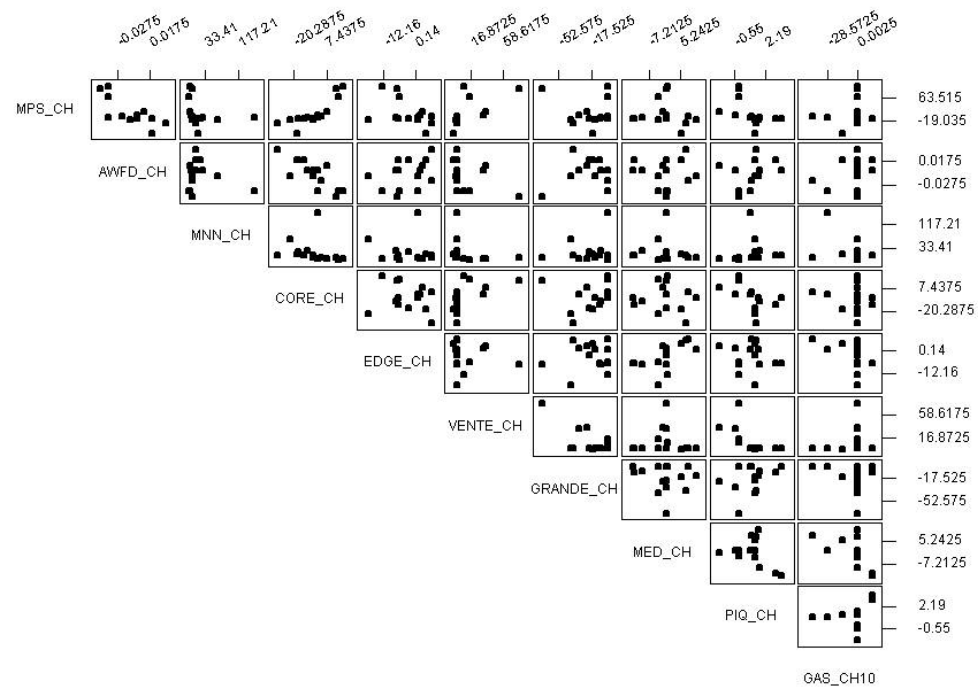 -0.0275 0.0175 33.41 117.21 -20.2875 7.4375 -12.16 0.14 16.8725 58.6175 -52.575 -17.525 -7.2125 5.2425 -0.55 2.19 -28.5725 0.0025
MPS_CH 63.515
-19.035
AWFD_CH 0.0175
-0.0275
MNN_CH 117.21
33.41
CORE_CH 7.4375
-20.2875
EDGE_CH 0.14
-12.16
VENTE_CH 58.6175
16.8725
GRANDE_CH -17.525
-52.575
MED_CH 5.2425
-7.2125
PIQ_CH 2.19
-0.55
GAS_CH10